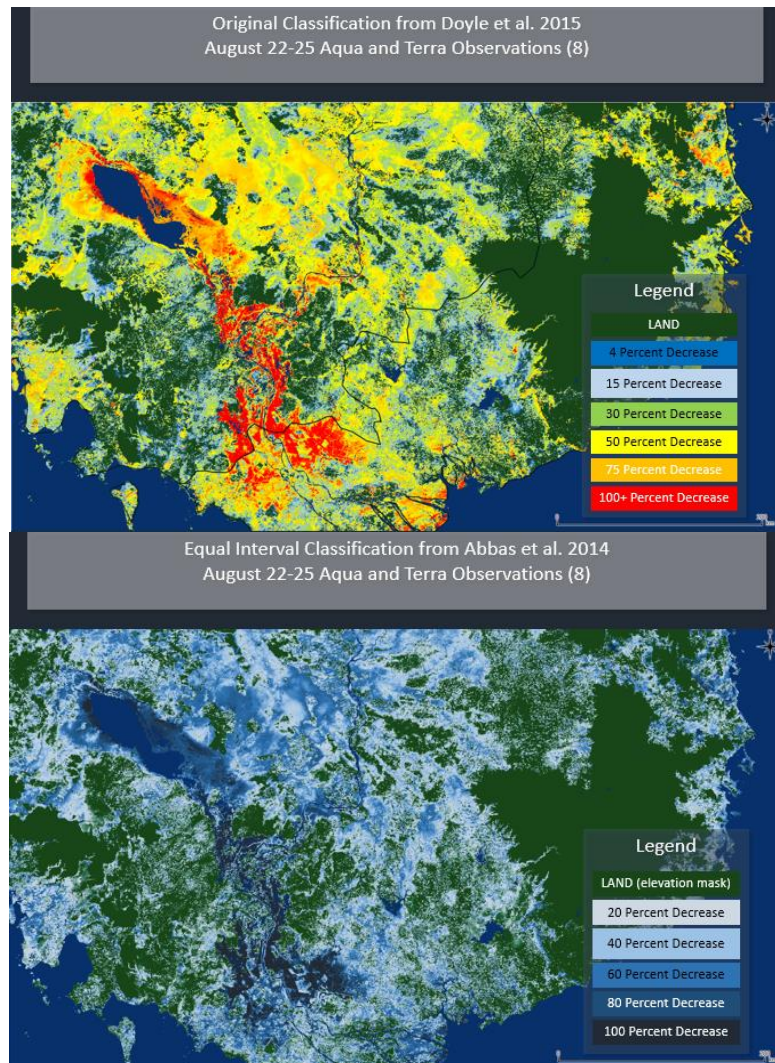 Original Classification from Doyle et al. 2015
August 22-25 Aqua and Terra Observations (8)
Legend
LAND
4 Percent Decrease
15 Percent Decrease
30 Percent Decrease
50 Percent Decrease
75 Percent Decrease
100+ Percent Decrease
Equal Interval Classification from Abbas et al. 2014
August 22-25 Aqua and Terra Observations (8)
Legend
LAND (elevation mask)
20 Percent Decrease
40 Percent Decrease
60 Percent Decrease
80 Percent Decrease
100 Percent Decrease